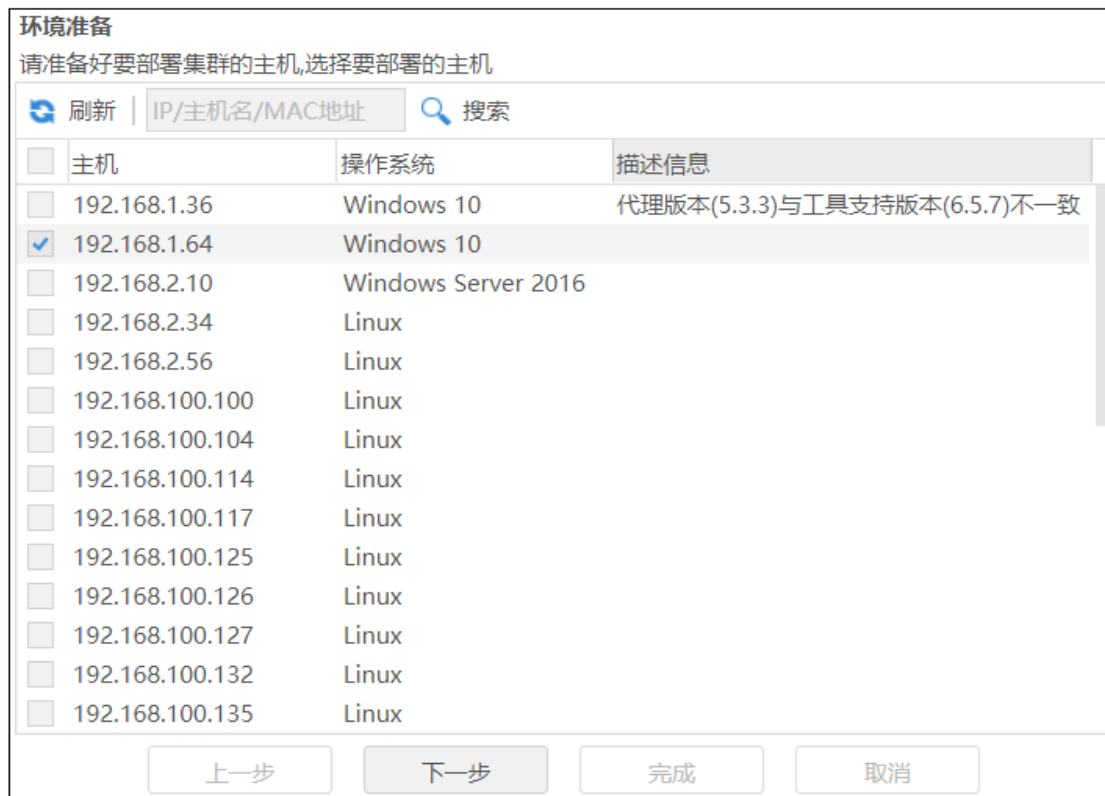 环境准备
请准备好要部署集群的主机,选择要部署的主机
刷新 IP/主机名/MAC地址 搜索
主机 操作系统 描述信息
192.168.1.36 Windows 10 代理版本(5.3.3)与工具支持版本(6.5.7)不一致
192.168.1.64 Windows 10
192.168.2.10 Windows Server 2016
192.168.2.34 Linux
192.168.2.56 Linux
192.168.100.100 Linux
192.168.100.104 Linux
192.168.100.114 Linux
192.168.100.117 Linux
192.168.100.125 Linux
192.168.100.126 Linux
192.168.100.127 Linux
192.168.100.132 Linux
192.168.100.135 Linux
上一步 下一步 完成 取消